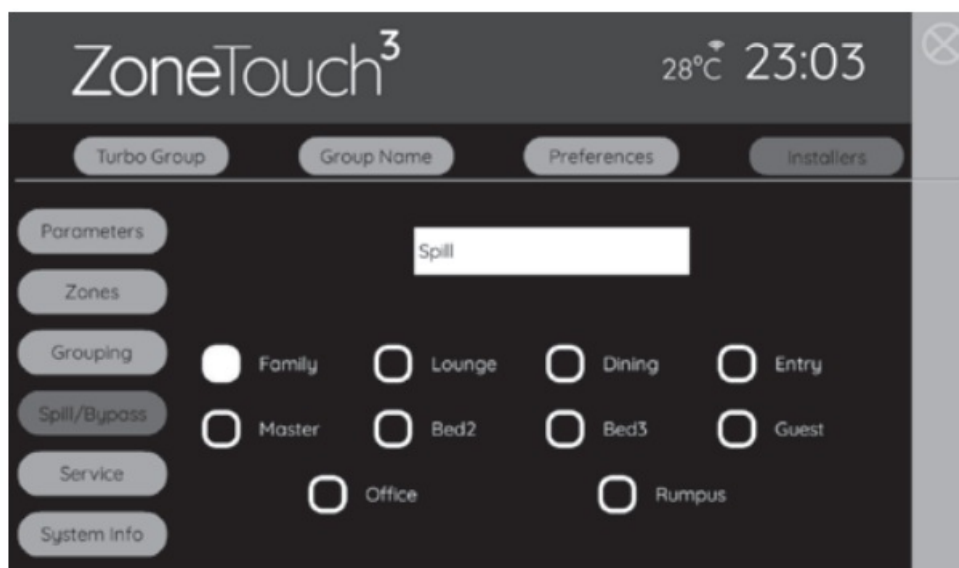 ZoneTouch³ 28°C 23:03
Turbo Group Group Name Preferences Installers
Parameters
Spill
Zones
Grouping
Family Lounge Dining Entry
Spill/Bypass
Master Bed2 Bed3 Guest
Service
Office Rumpus
System Info